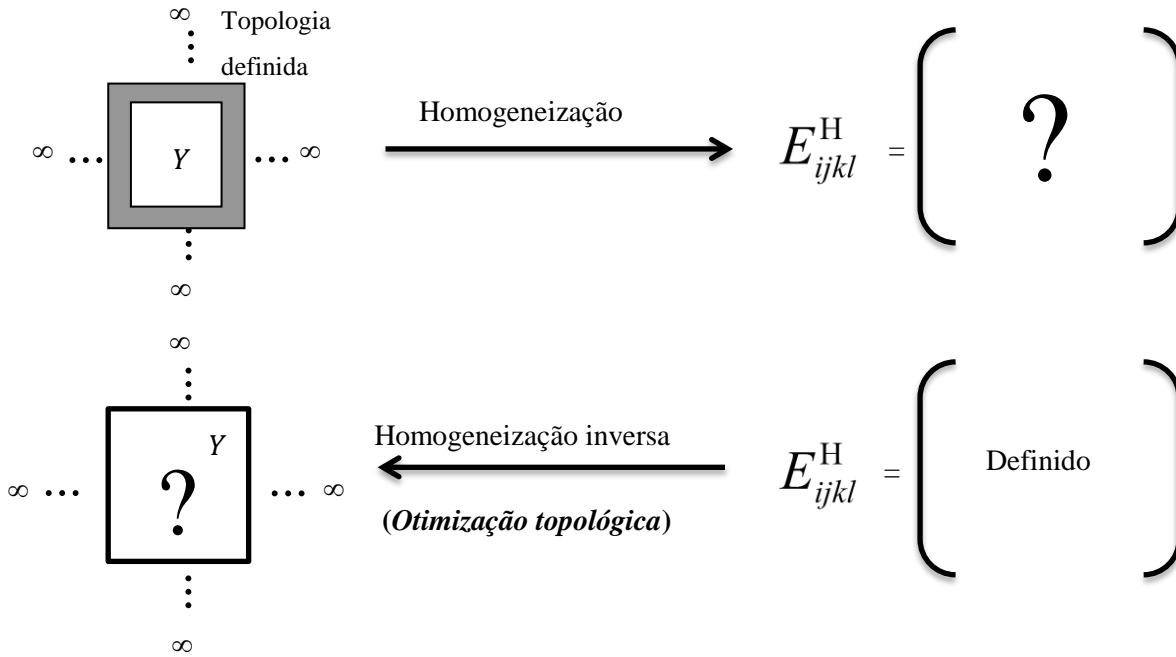 ∞
Topologia
definida
Homogeneização
∞ ... Y ... ∞
E^H_ijkl = ( ? )
∞
∞
Homogeneização inversa
Y
∞ ... ? ... ∞
(Otimização topológica)
E^H_ijkl = ( Definido )
∞